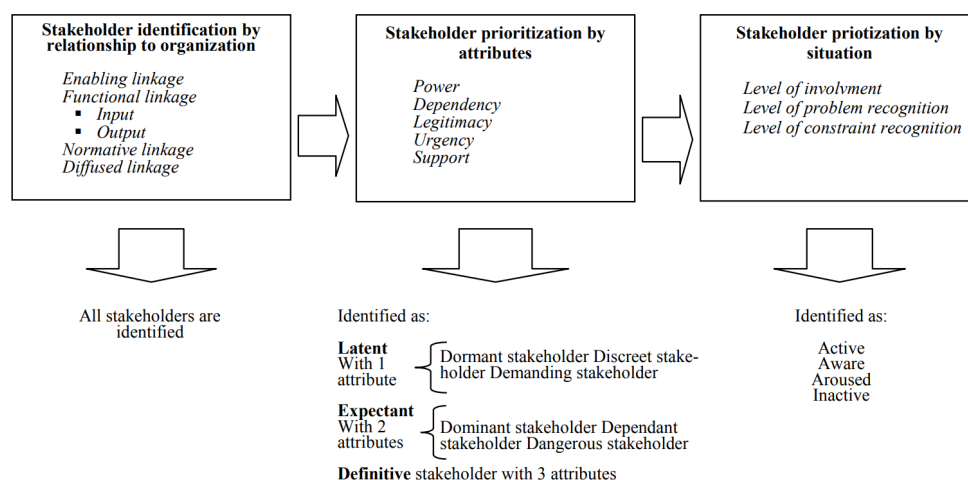 Stakeholder identification by
relationship to organization
Enabling linkage
Functional linkage
▪ Input
▪ Output
Normative linkage
Diffused linkage
Stakeholder prioritization by
attributes
Power
Dependency
Legitimacy
Urgency
Support
Stakeholder priotization by
situation
Level of involvment
Level of problem recognition
Level of constraint recognition
All stakeholders are
identified
Identified as:
Latent
With 1
attribute
Dormant stakeholder Discreet stake-
holder Demanding stakeholder
Expectant
With 2
attributes
Dominant stakeholder Dependant
stakeholder Dangerous stakeholder
Definitive stakeholder with 3 attributes
Identified as:
Active
Aware
Aroused
Inactive